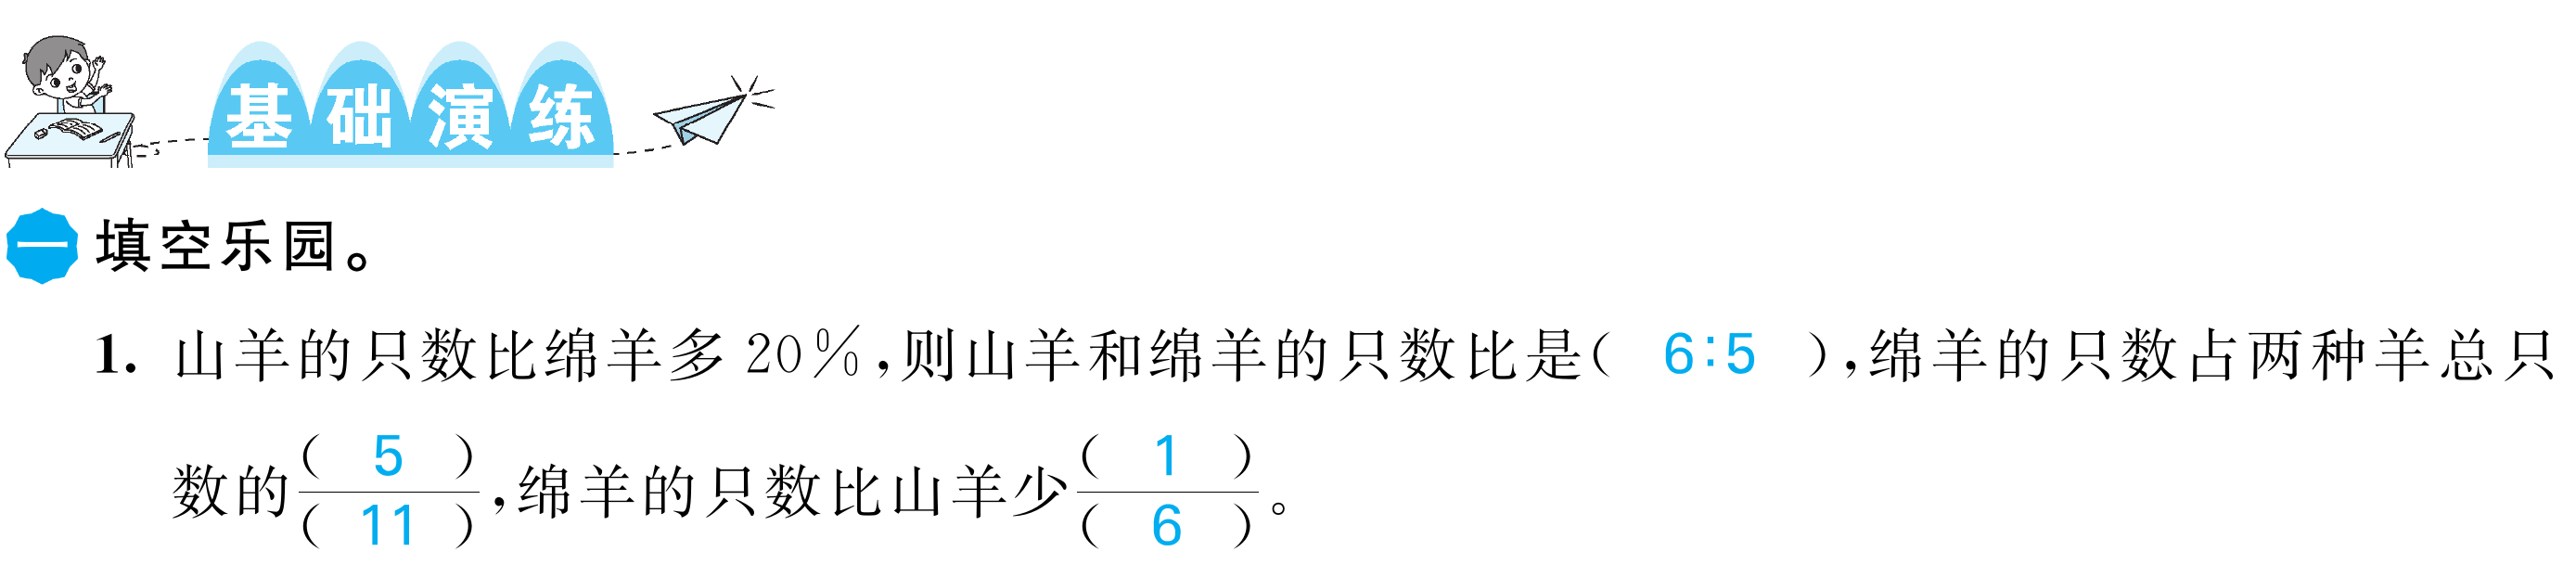 基础演练
一 填空乐园。
1. 山羊的只数比绵羊多 20%,则山羊和绵羊的只数比是( 6∶5 ),绵羊的只数占两种羊总只
数的( 5 )/( 11 ),绵羊的只数比山羊少( 1 )/( 6 )。